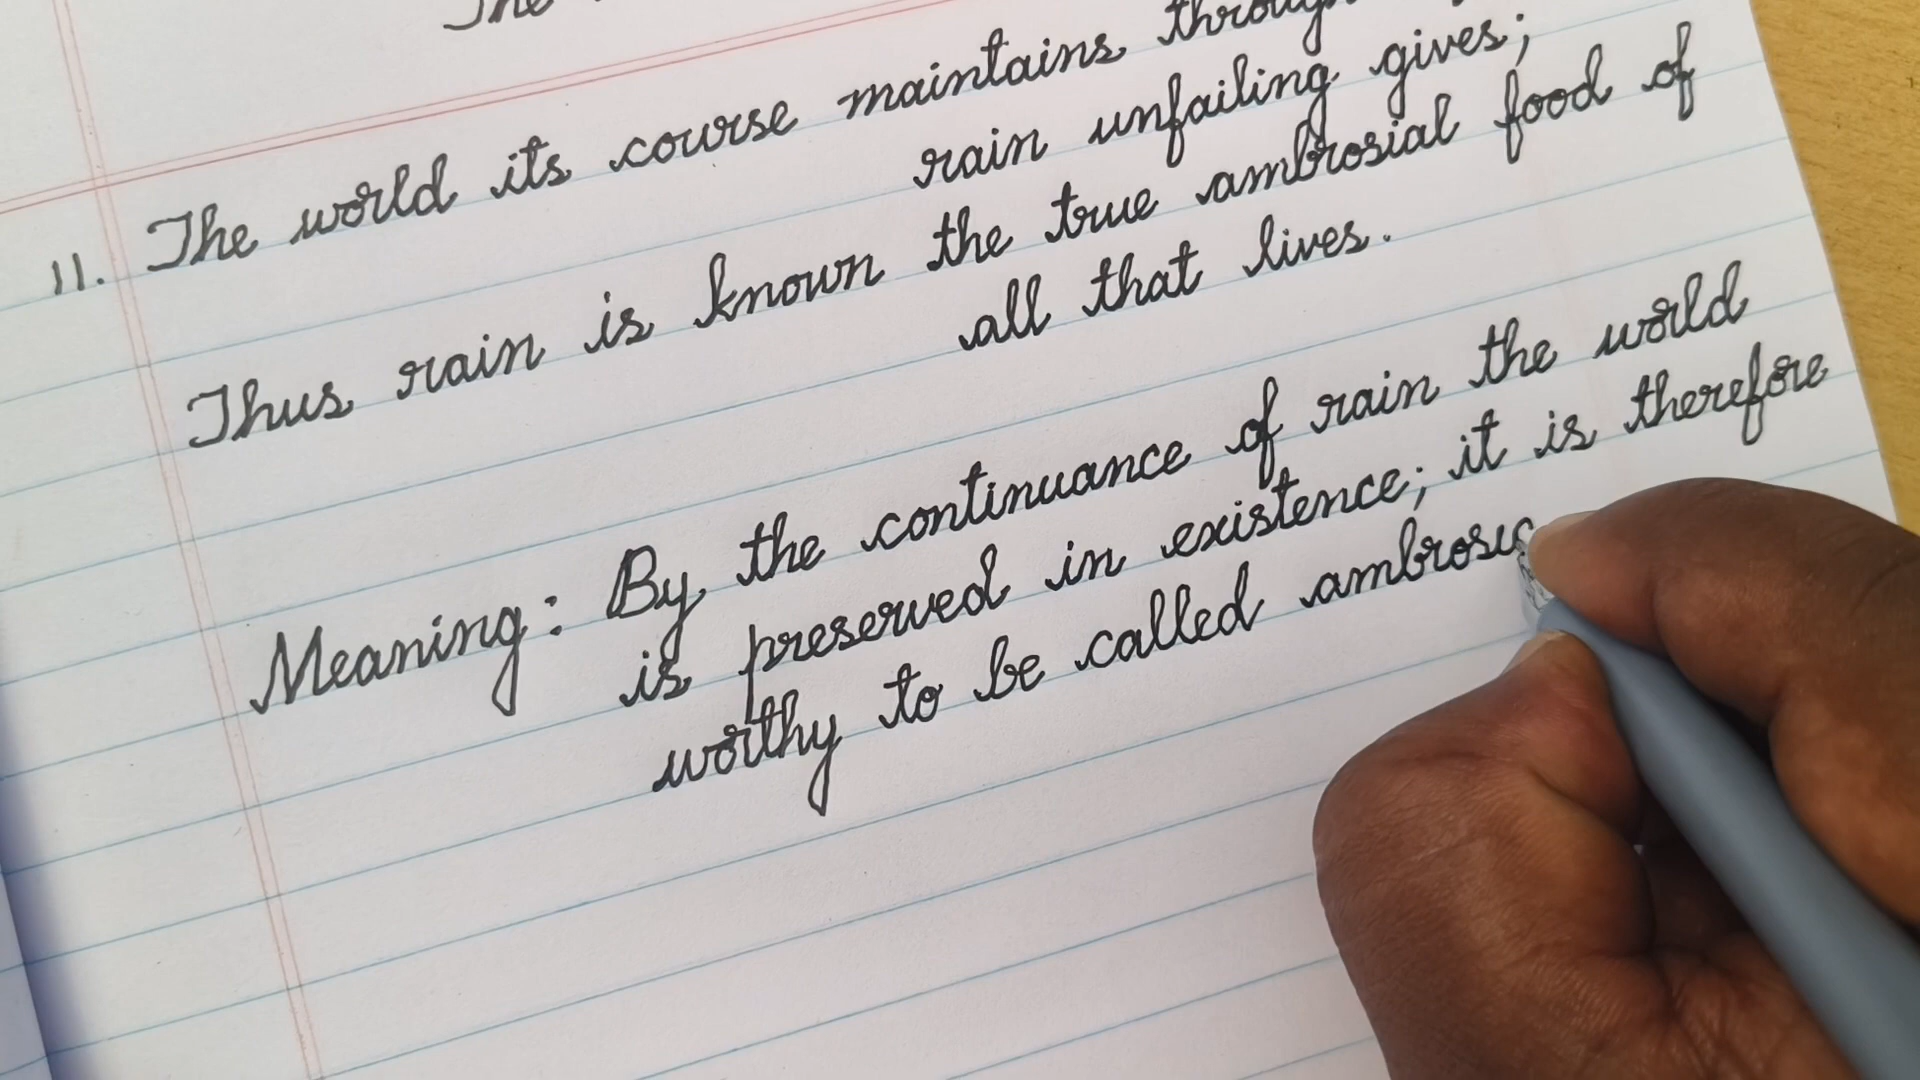 The
11. The world its course maintains through
rain unfailing gives;
Thus rain is known the true ambrosial food of
all that lives.
Meaning: By the continuance of rain the world
is preserved in existence; it is therefore
worthy to be called